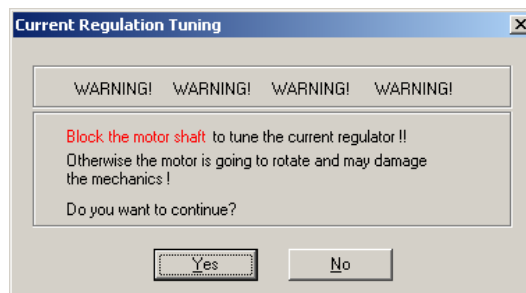 Current Regulation Tuning
WARNING! WARNING! WARNING! WARNING!
Block the motor shaft to tune the current regulator !!
Otherwise the motor is going to rotate and may damage
the mechanics !
Do you want to continue?
Yes No